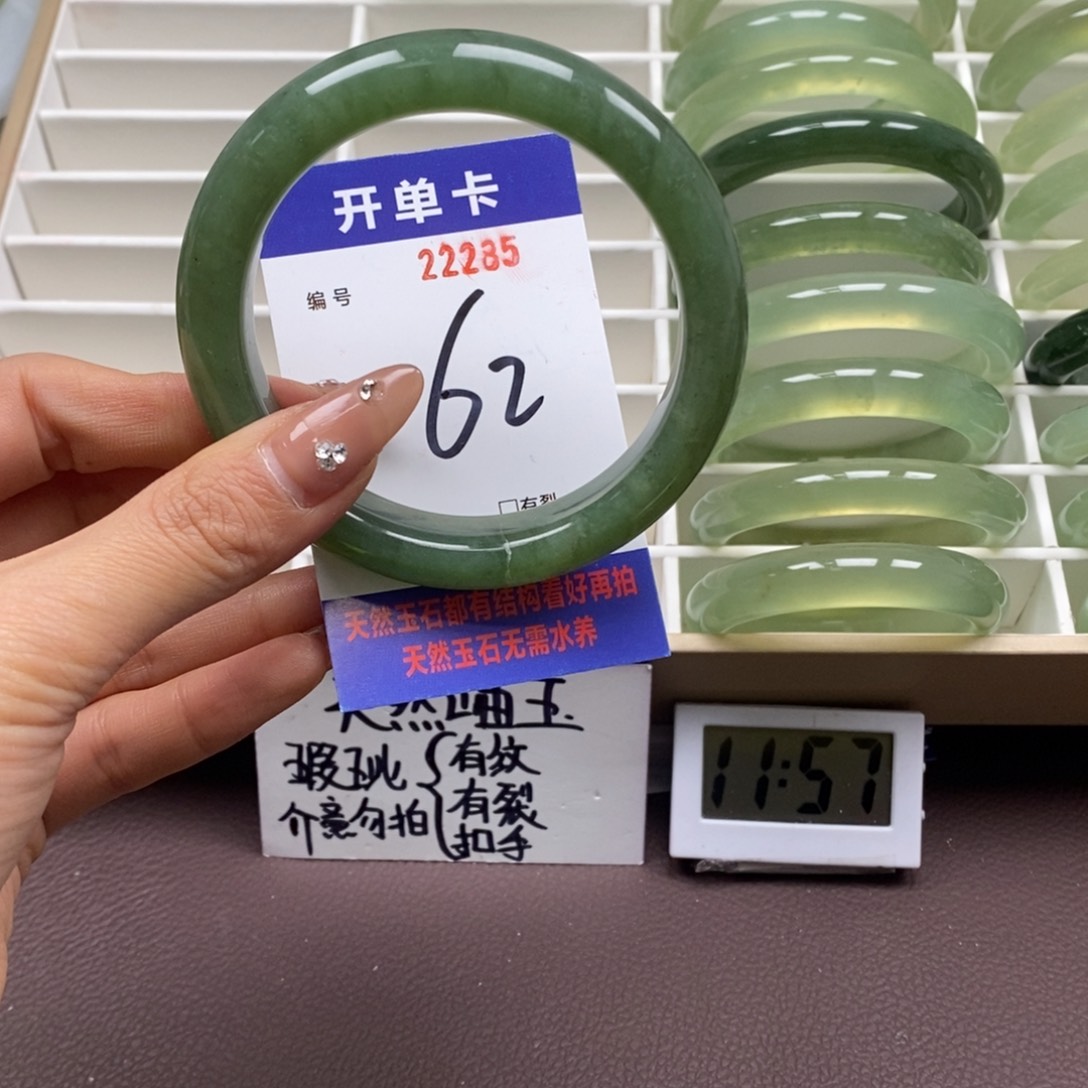 开单卡
22285
编号
62
□有裂
天然玉石都有结构看好再拍
天然玉石无需水养
天然岫玉
瑕玼 有纹
介意勿拍 有裂
扣手
11:57